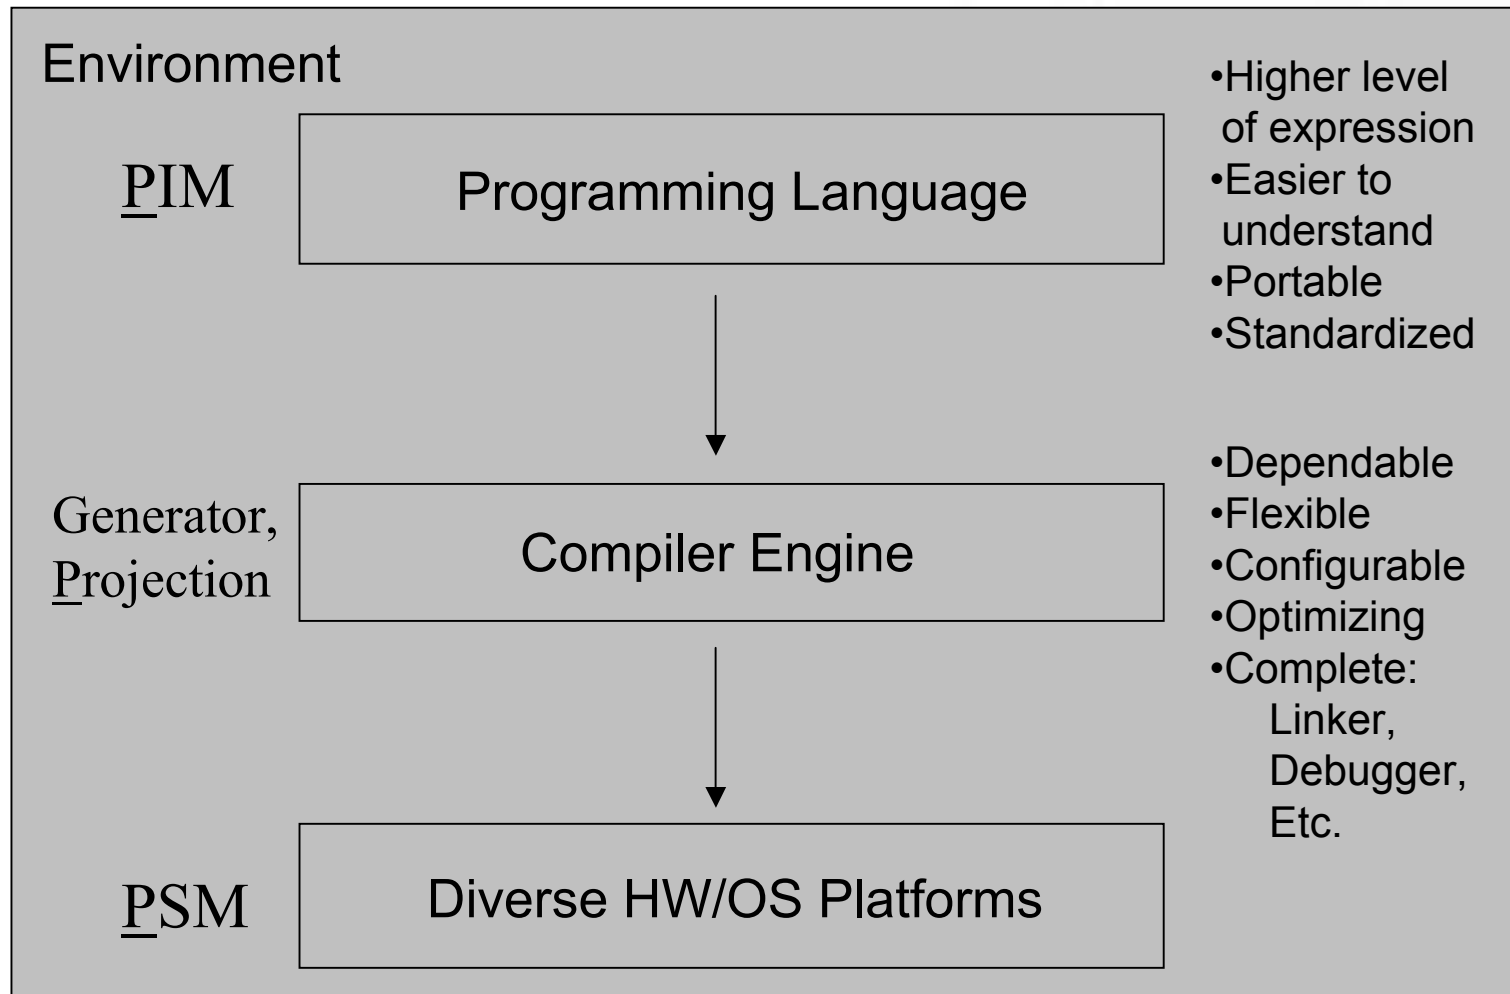 Environment
PIM
Programming Language
•Higher level
of expression
•Easier to
understand
•Portable
•Standardized
Generator,
Projection
Compiler Engine
•Dependable
•Flexible
•Configurable
•Optimizing
•Complete:
Linker,
Debugger,
Etc.
PSM
Diverse HW/OS Platforms